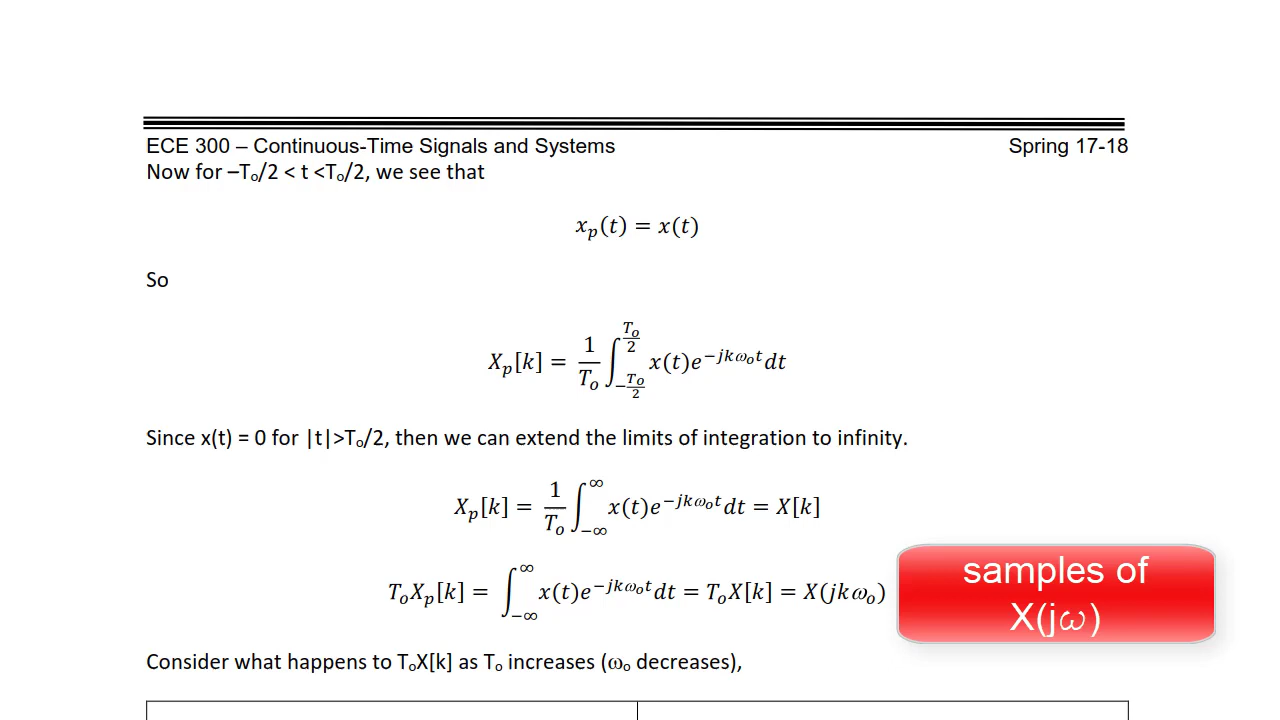 ECE 300 – Continuous-Time Signals and Systems Spring 17-18
Now for –Tₒ/2 < t <Tₒ/2, we see that
xₚ(t) = x(t)
So
Xₚ[k] = 1/Tₒ ∫_{-Tₒ/2}^{Tₒ/2} x(t)e^{-jkωₒt}dt
Since x(t) = 0 for |t|>Tₒ/2, then we can extend the limits of integration to infinity.
Xₚ[k] = 1/Tₒ ∫_{-∞}^{∞} x(t)e^{-jkωₒt}dt = X[k]
TₒXₚ[k] = ∫_{-∞}^{∞} x(t)e^{-jkωₒt}dt = TₒX[k] = X(jkωₒ)
samples of
X(jω)
Consider what happens to TₒX[k] as Tₒ increases (ωₒ decreases),